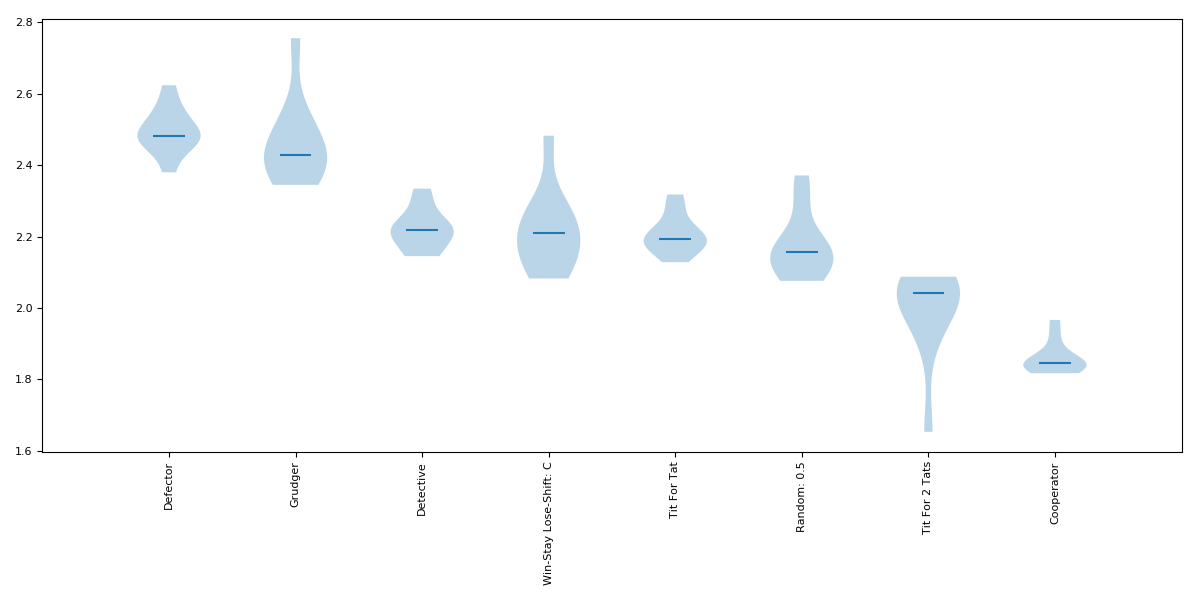 2.8
2.6
2.4
2.2
2.0
1.8
1.6
Defector
Grudger
Detective
Win-Stay Lose-Shift: C
Tit For Tat
Random: 0.5
Tit For 2 Tats
Cooperator